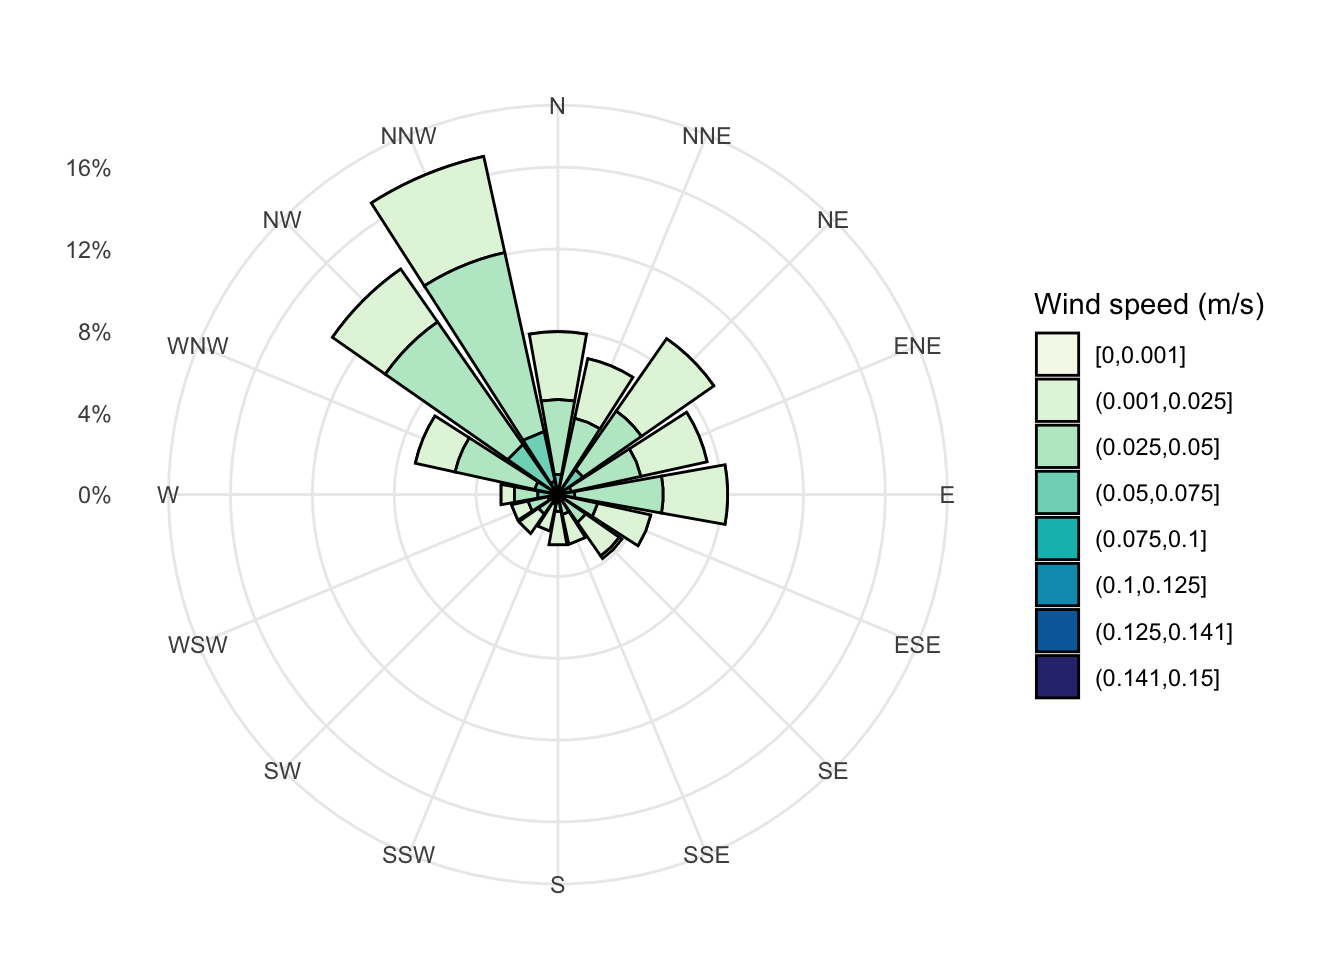 N
NNW
NNE
16%
NW
NE
12%
Wind speed (m/s)
8%
WNW
ENE
[0,0.001]
(0.001,0.025]
4%
(0.025,0.05]
0%
W
E
(0.05,0.075]
(0.075,0.1]
(0.1,0.125]
WSW
ESE
(0.125,0.141]
(0.141,0.15]
SW
SE
SSW
SSE
S